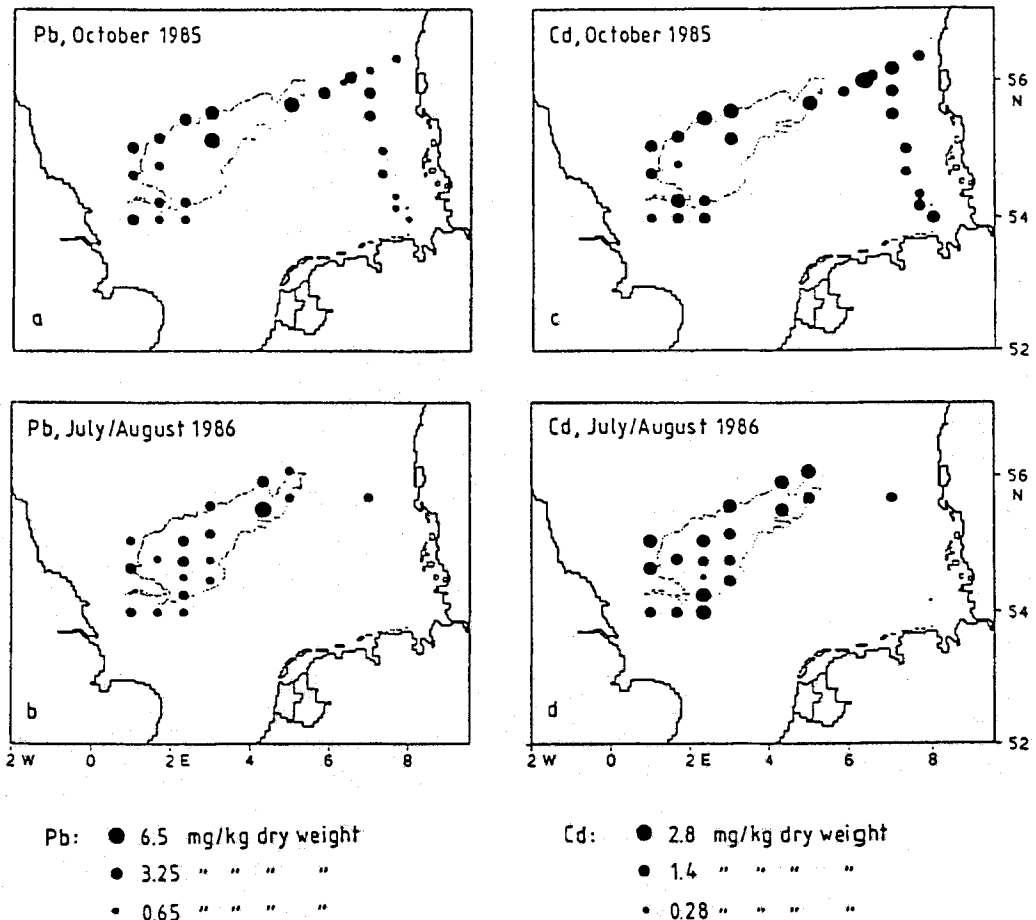 Pb, October 1985
a
Cd, October 1985
c
56
N
54
52
Pb, July/August 1986
b
Cd, July/August 1986
d
56
N
54
52
2 W 0 2 E 4 6 8
2 W 0 2 E 4 6 8
Pb: 6.5 mg/kg dry weight
3.25 " " " "
0.65 " " " "
Cd: 2.8 mg/kg dry weight
1.4 " " " "
0.28 " " " "